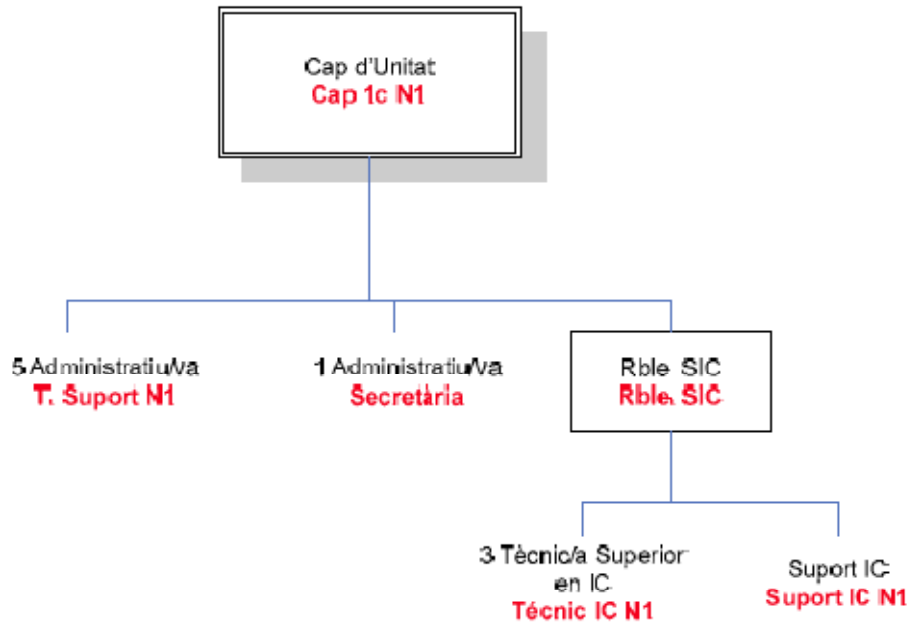 Cap d'Unitat
Cap 1c N1
5 Administratiu/va
T. Suport N1
1 Administratiu/va
Secretària
Rble. SIC
Rble. SIC
3 Tècnic/a Superior
en IC
Técnic IC N1
Suport IC
Suport IC N1